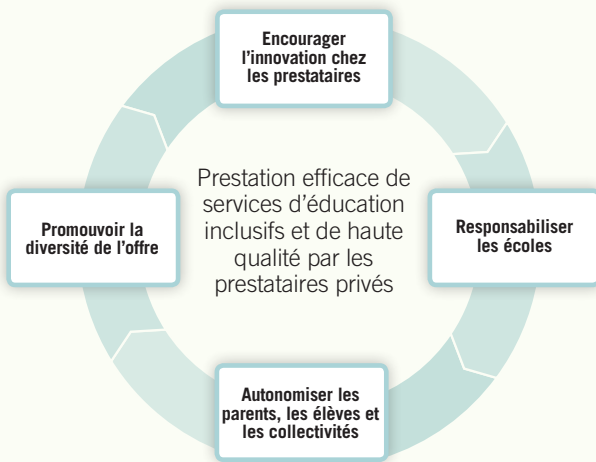 Encourager
l’innovation chez
les prestataires
Prestation efficace de
services d’éducation
inclusifs et de haute
qualité par les
prestataires privés
Promouvoir la
diversité de l’offre
Responsabiliser
les écoles
Autonomiser les
parents, les élèves et
les collectivités